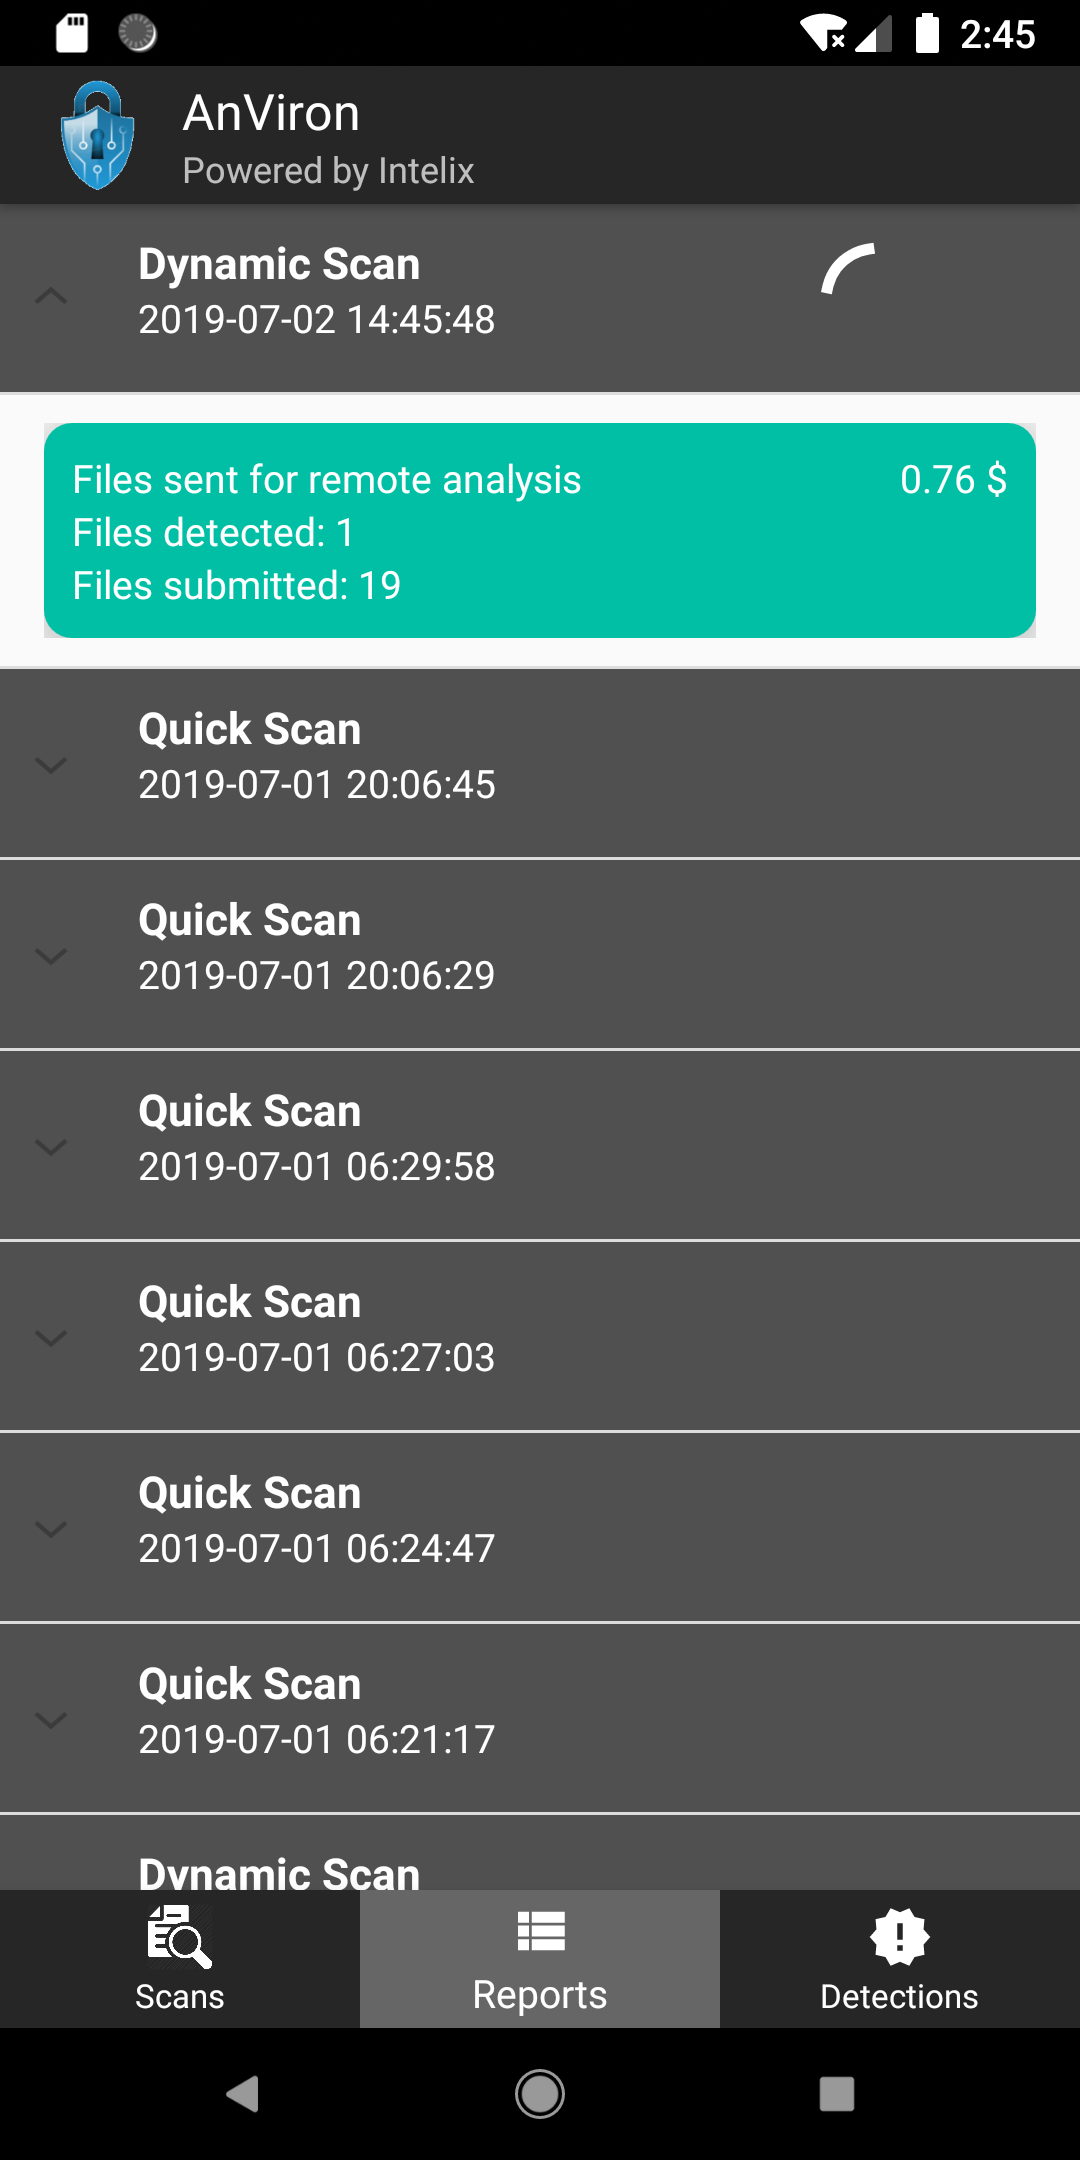 2:45
AnViron
Powered by Intelix
Dynamic Scan
2019-07-02 14:45:48
Files sent for remote analysis 0.76 $
Files detected: 1
Files submitted: 19
Quick Scan
2019-07-01 20:06:45
Quick Scan
2019-07-01 20:06:29
Quick Scan
2019-07-01 06:29:58
Quick Scan
2019-07-01 06:27:03
Quick Scan
2019-07-01 06:24:47
Quick Scan
2019-07-01 06:21:17
Dynamic Scan
Scans
Reports
Detections